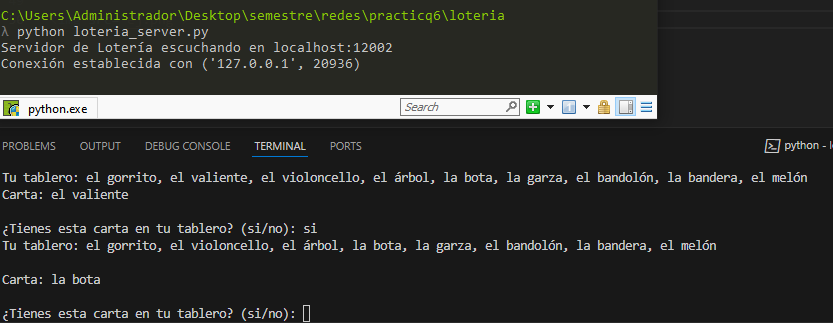 C:\Users\Administrador\Desktop\semestre\redes\practicq6\loteria
λ python loteria_server.py
Servidor de Lotería escuchando en localhost:12002
Conexión establecida con ('127.0.0.1', 20936)
python.exe
Search
PROBLEMS OUTPUT DEBUG CONSOLE TERMINAL PORTS
python - l
Tu tablero: el gorrito, el valiente, el violoncello, el árbol, la bota, la garza, el bandolón, la bandera, el melón
Carta: el valiente
¿Tienes esta carta en tu tablero? (si/no): si
Tu tablero: el gorrito, el violoncello, el árbol, la bota, la garza, el bandolón, la bandera, el melón
Carta: la bota
¿Tienes esta carta en tu tablero? (si/no):